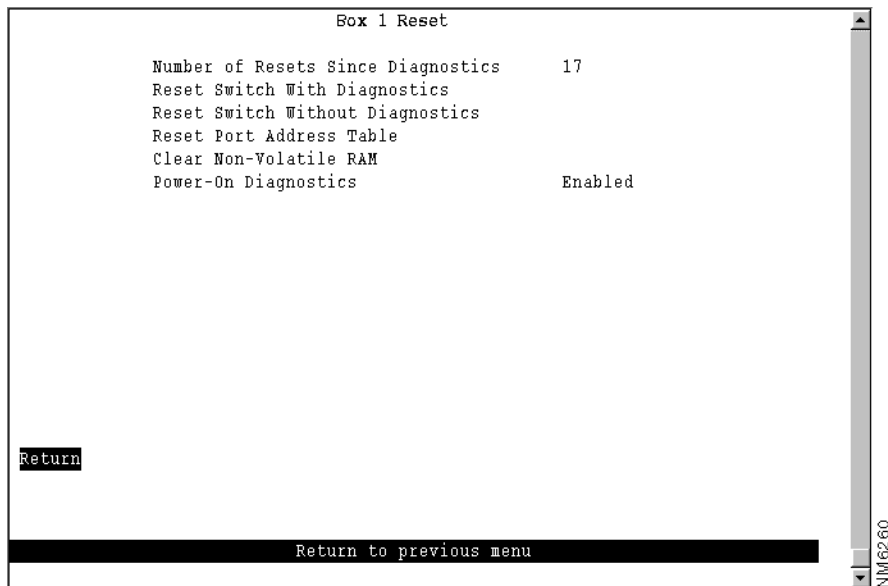 Box 1 Reset
Number of Resets Since Diagnostics 17
Reset Switch With Diagnostics
Reset Switch Without Diagnostics
Reset Port Address Table
Clear Non-Volatile RAM
Power-On Diagnostics Enabled
Return
Return to previous menu
NM6260